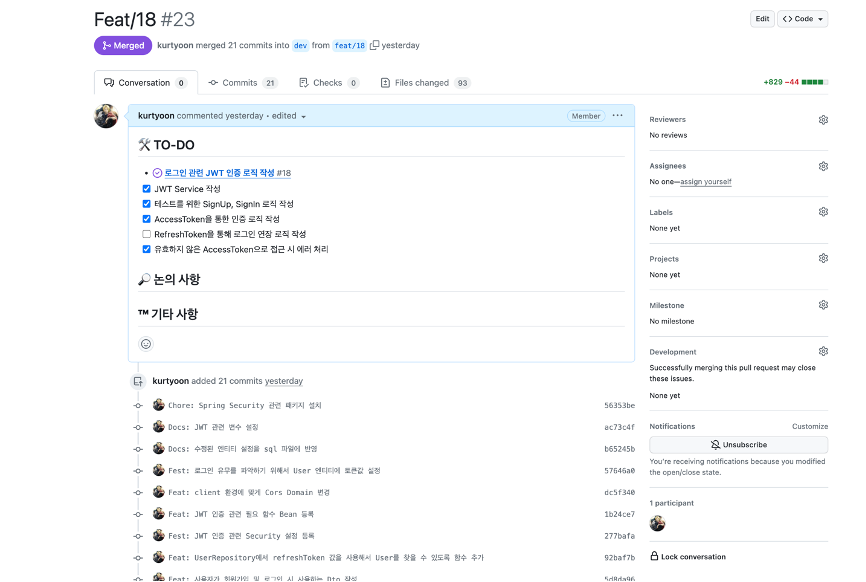 Feat/18 #23
Edit
Code
Merged
kurtyoon merged 21 commits into dev from feat/18 yesterday
Conversation 0
Commits 21
Checks 0
Files changed 93
+829 −44
kurtyoon commented yesterday • edited
Member
🛠 TO-DO
로그인 관련 JWT 인증 로직 작성 #18
JWT Service 작성
테스트를 위한 SignUp, SignIn 로직 작성
AccessToken을 통한 인증 로직 작성
RefreshToken을 통해 로그인 연장 로직 작성
유효하지 않은 AccessToken으로 접근 시 에러 처리
🔎 논의 사항
™ 기타 사항
kurtyoon added 21 commits yesterday
Chore: Spring Security 관련 패키지 설치 56353be
Docs: JWT 관련 변수 설정 ac73c4f
Docs: 수정된 엔티티 설정을 sql 파일에 반영 b65245b
Fest: 로그인 유무를 파악하기 위해서 User 엔티티에 토큰값 설정 57646a0
Feat: client 환경에 맞게 Cors Domain 변경 dc5f340
Feat: JWT 인증 관련 필요 함수 Bean 등록 1b24ce7
Fest: JWT 인증 관련 Security 설정 등록 277bafa
Feat: UserRepository에서 refreshToken 값을 사용해서 User를 찾을 수 있도록 함수 추가 92baf7b
Feat: 사용자가 회원가입 및 로그인 시 사용하는 Dto 작성 5d8da96
Reviewers
No reviews
Assignees
No one—assign yourself
Labels
None yet
Projects
None yet
Milestone
No milestone
Development
Successfully merging this pull request may close
these issues.
None yet
Notifications
Customize
Unsubscribe
You're receiving notifications because you modified
the open/close state.
1 participant
Lock conversation